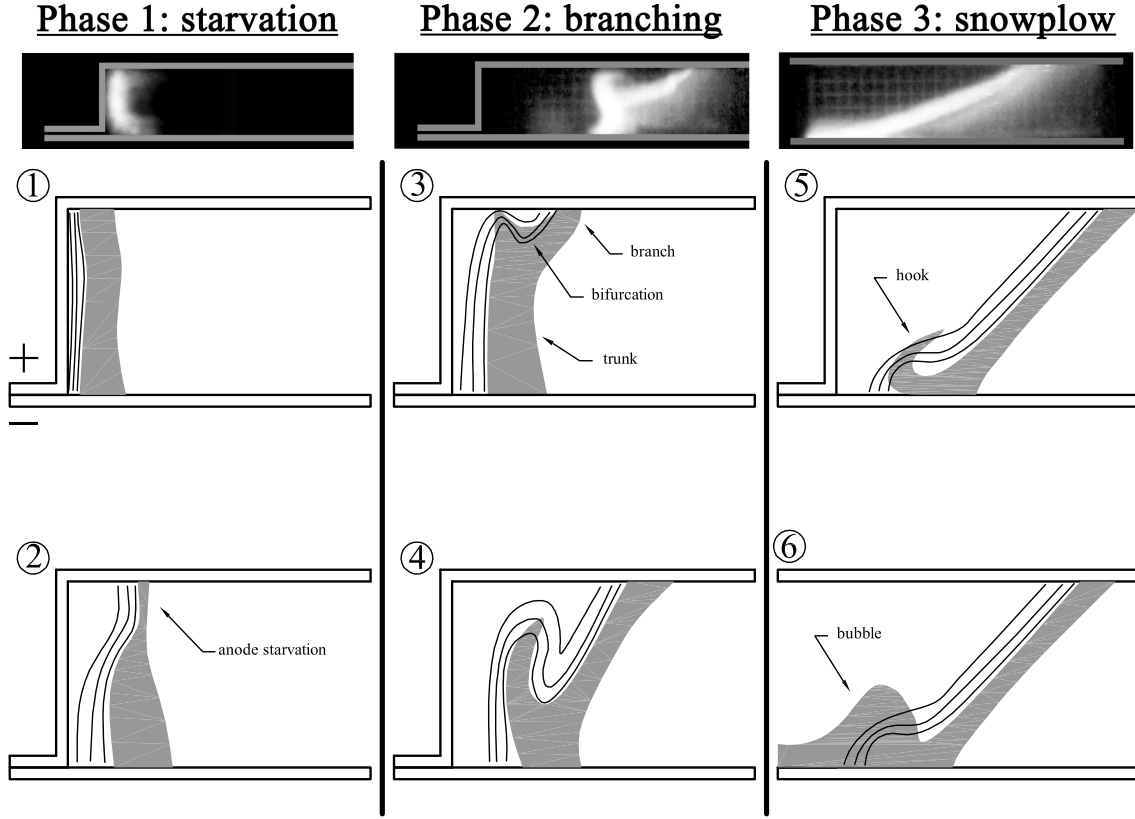 Phase 1: starvation
Phase 2: branching
Phase 3: snowplow
1
3
5
branch
bifurcation
trunk
hook
+
−
2
4
6
anode starvation
bubble